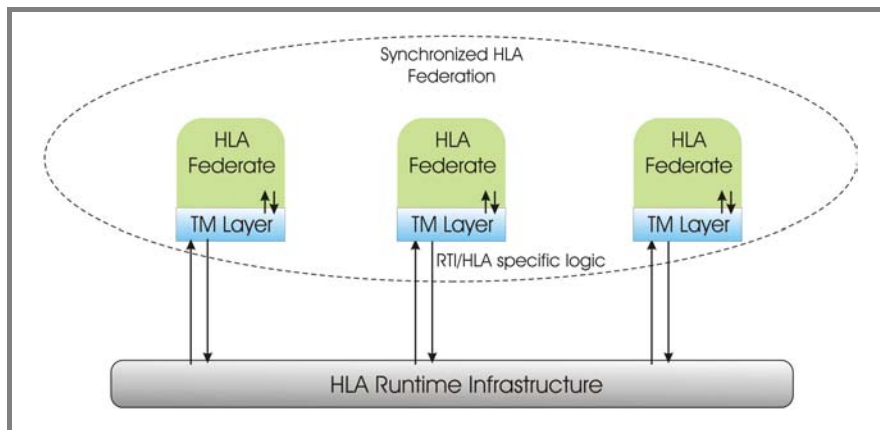 Synchronized HLA
Federation
HLA
Federate
TM Layer
HLA
Federate
TM Layer
HLA
Federate
TM Layer
RTI/HLA specific logic
HLA Runtime Infrastructure